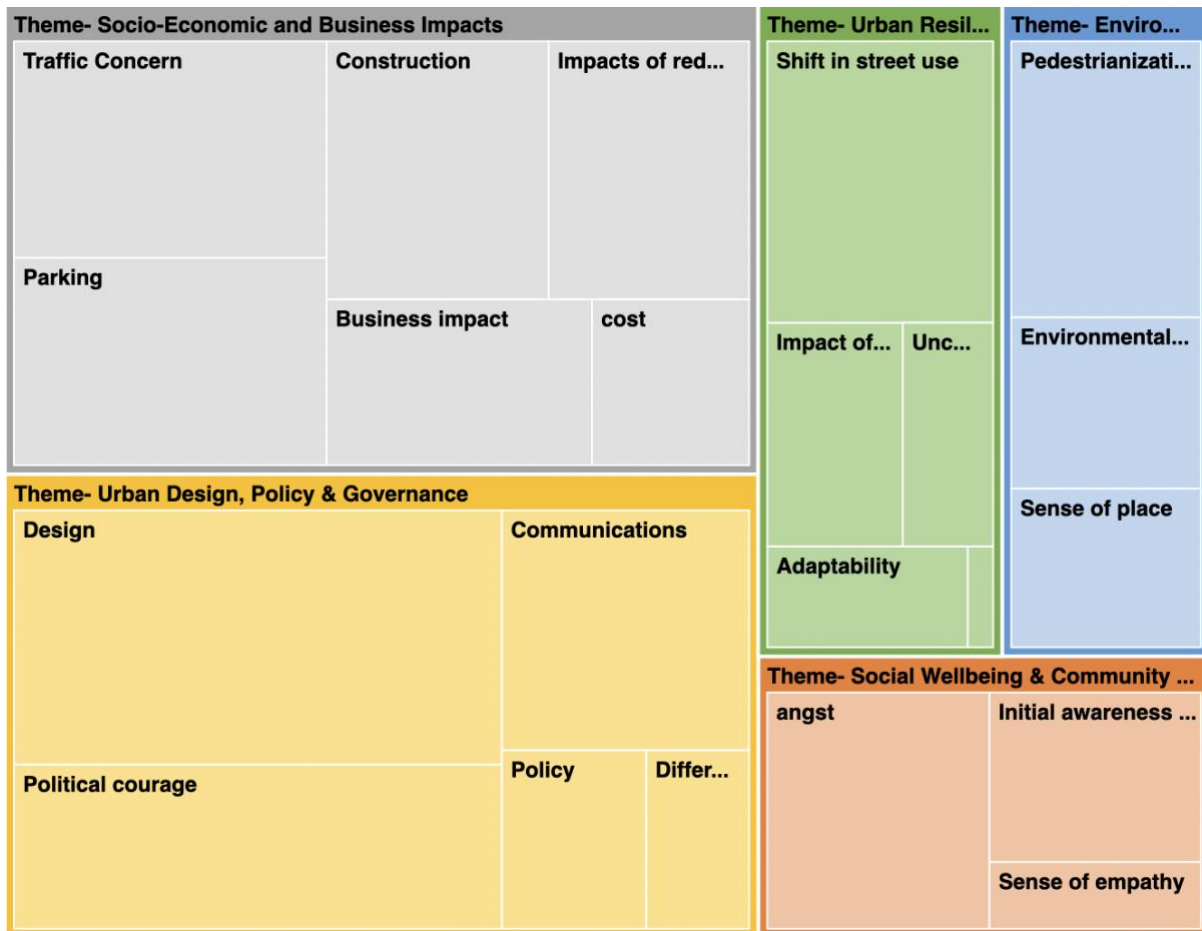 Theme- Socio-Economic and Business Impacts
Traffic Concern
Construction
Impacts of red...
Parking
Business impact
cost
Theme- Urban Resil...
Shift in street use
Impact of...
Unc...
Adaptability
Theme- Enviro...
Pedestrianizati...
Environmental...
Sense of place
Theme- Urban Design, Policy & Governance
Design
Communications
Political courage
Policy
Differ...
Theme- Social Wellbeing & Community ...
angst
Initial awareness ...
Sense of empathy